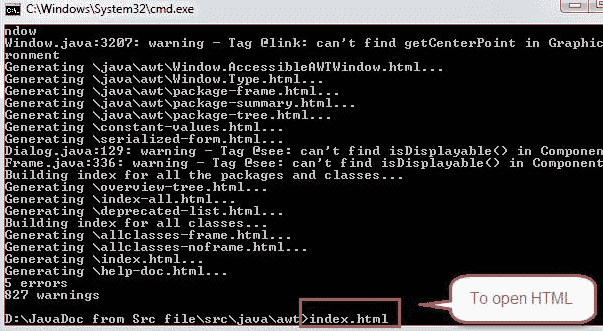 C:\Windows\System32\cmd.exe
ndow
Window.java:3207: warning - Tag @link: can't find getCenterPoint in Graphic
ronment
Generating \java\awt\Window.AccessibleAWTWindow.html...
Generating \java\awt\Window.Type.html...
Generating \java\awt\package-frame.html...
Generating \java\awt\package-summary.html...
Generating \java\awt\package-tree.html...
Generating \constant-values.html...
Generating \serialized-form.html...
Dialog.java:129: warning - Tag @see: can't find isDisplayable() in Component
Frame.java:336: warning - Tag @see: can't find isDisplayable() in Component
Building index for all the packages and classes...
Generating \overview-tree.html...
Generating \index-all.html...
Generating \deprecated-list.html...
Building index for all classes...
Generating \allclasses-frame.html...
Generating \allclasses-noframe.html...
Generating \index.html...
Generating \help-doc.html...
5 errors
827 warnings
To open HTML
D:\JavaDoc from Src file\src\java\awt>index.html